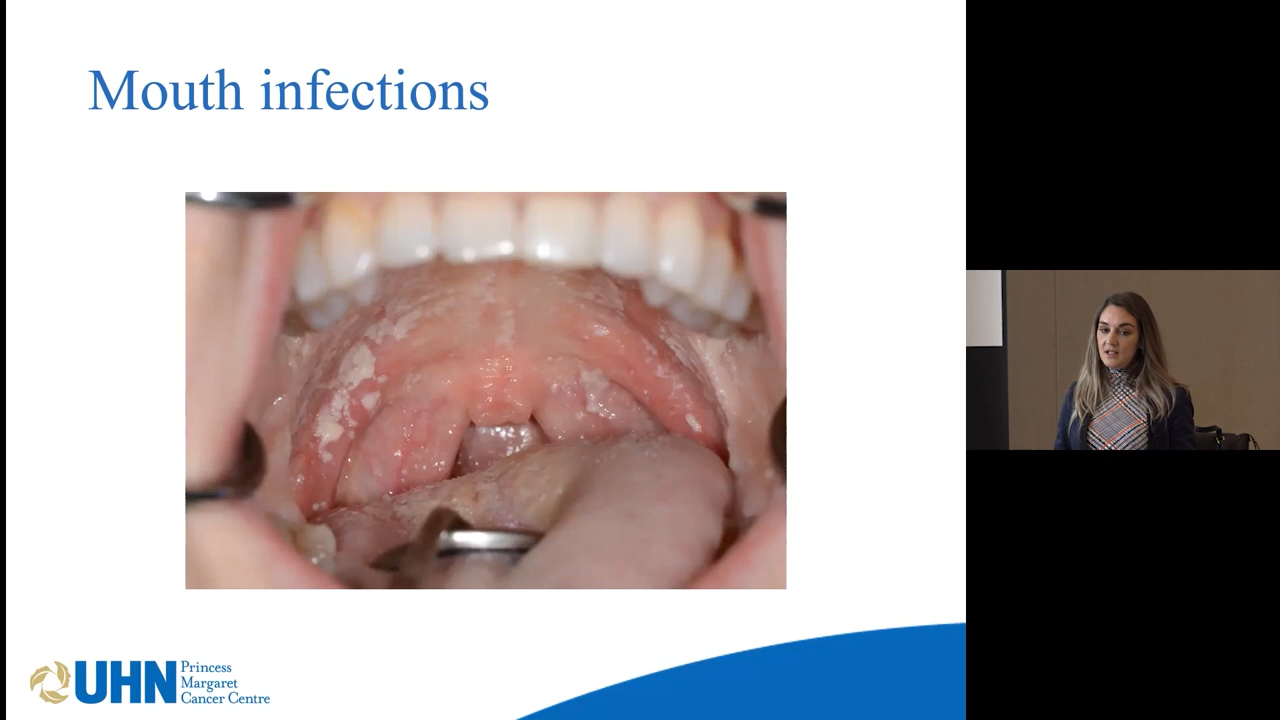 Mouth infections
UHN
Princess
Margaret
Cancer Centre